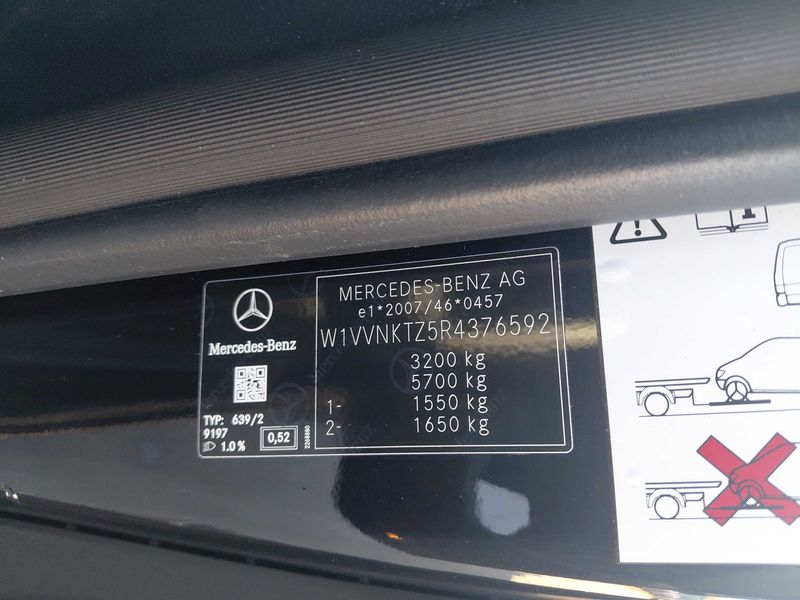 MERCEDES-BENZ AG
e1*2007/46*0457
W1VVNKTZ5R4376592
3200 kg
5700 kg
1- 1550 kg
2- 1650 kg
Mercedes-Benz
TYP: 639/2
9197
1.0 %
0,52
2268880